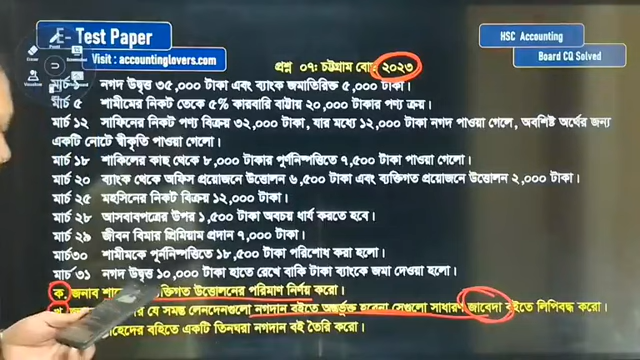 E- Test Paper
Visit : accountinglovers.com
HSC Accounting
Board CQ Solved
প্রশ্ন ০৭: চট্টগ্রাম ২০২৩
মার্চ নগদ উদ্বৃত্ত ৩৫,০০০ টাকা এবং ব্যাংক জমাতিরিক্ত ৫,০০০ টাকা।
মার্চ ৫ শামীমের নিকট তেকে ৫% কারবারি বাট্টায় ২০,০০০ টাকার পণ্য ক্রয়।
মার্চ ১২ সাফিনের নিকট পণ্য বিক্রয় ৩২,০০০ টাকা, যার মধ্যে ১২,০০০ টাকা নগদ পাওয়া গেলে, অবশিষ্ট অর্থের জন্য
একটি নোটে স্বীকৃতি পাওয়া গেলো।
মার্চ ১৮ শাকিলের কাছ থেকে ৮,০০০ টাকার পুর্ণনিষ্পত্তিতে ৭,৫০০ টাকা পাওয়া গেলো।
মার্চ ২০ ব্যাংক থেকে অফিস প্রয়োজনে উত্তোলন ৬,৫০০ টাকা এবং ব্যক্তিগত প্রয়োজনে উত্তোলন ২,০০০ টাকা।
মার্চ ২৫ মহসিনের নিকট বিক্রয় ১২,০০০ টাকা।
মার্চ ২৮ আসবাবপত্রের উপর ১,৫০০ টাকা অবচয় ধার্য করতে হবে।
মার্চ ২৯ জীবন বিমার প্রিমিয়াম প্রদান ৭,০০০ টাকা।
মার্চ৩০ শামীমকে পুর্ননিষ্পত্তিতে ১৮,৫০০ টাকা পরিশোধ করা হলো।
মার্চ ৩১ নগদ উদ্বৃত্ত ১০,০০০ টাকা হাতে রেখে বাকি টাকা ব্যাংকে জমা দেওয়া হলো।
ক. জনাব উত্তোলনের পরিমাণ নির্ণয় করো।
যে সমস্ত লেনদেনগুলো নগদান বইতে অন্তর্ভুক্ত হবেনা সেগুলো সাধারণ জাবেদা বইতে লিপিবদ্ধ করো।
বহিতে একটি তিনঘরা নগদান বই তৈরি করো।